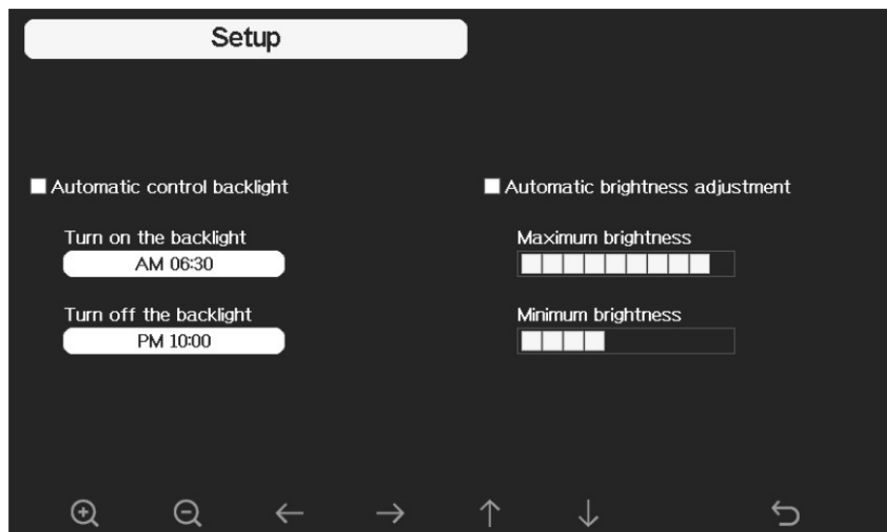 Setup
Automatic control backlight
Turn on the backlight
AM 06:30
Turn off the backlight
PM 10:00
Automatic brightness adjustment
Maximum brightness
Minimum brightness